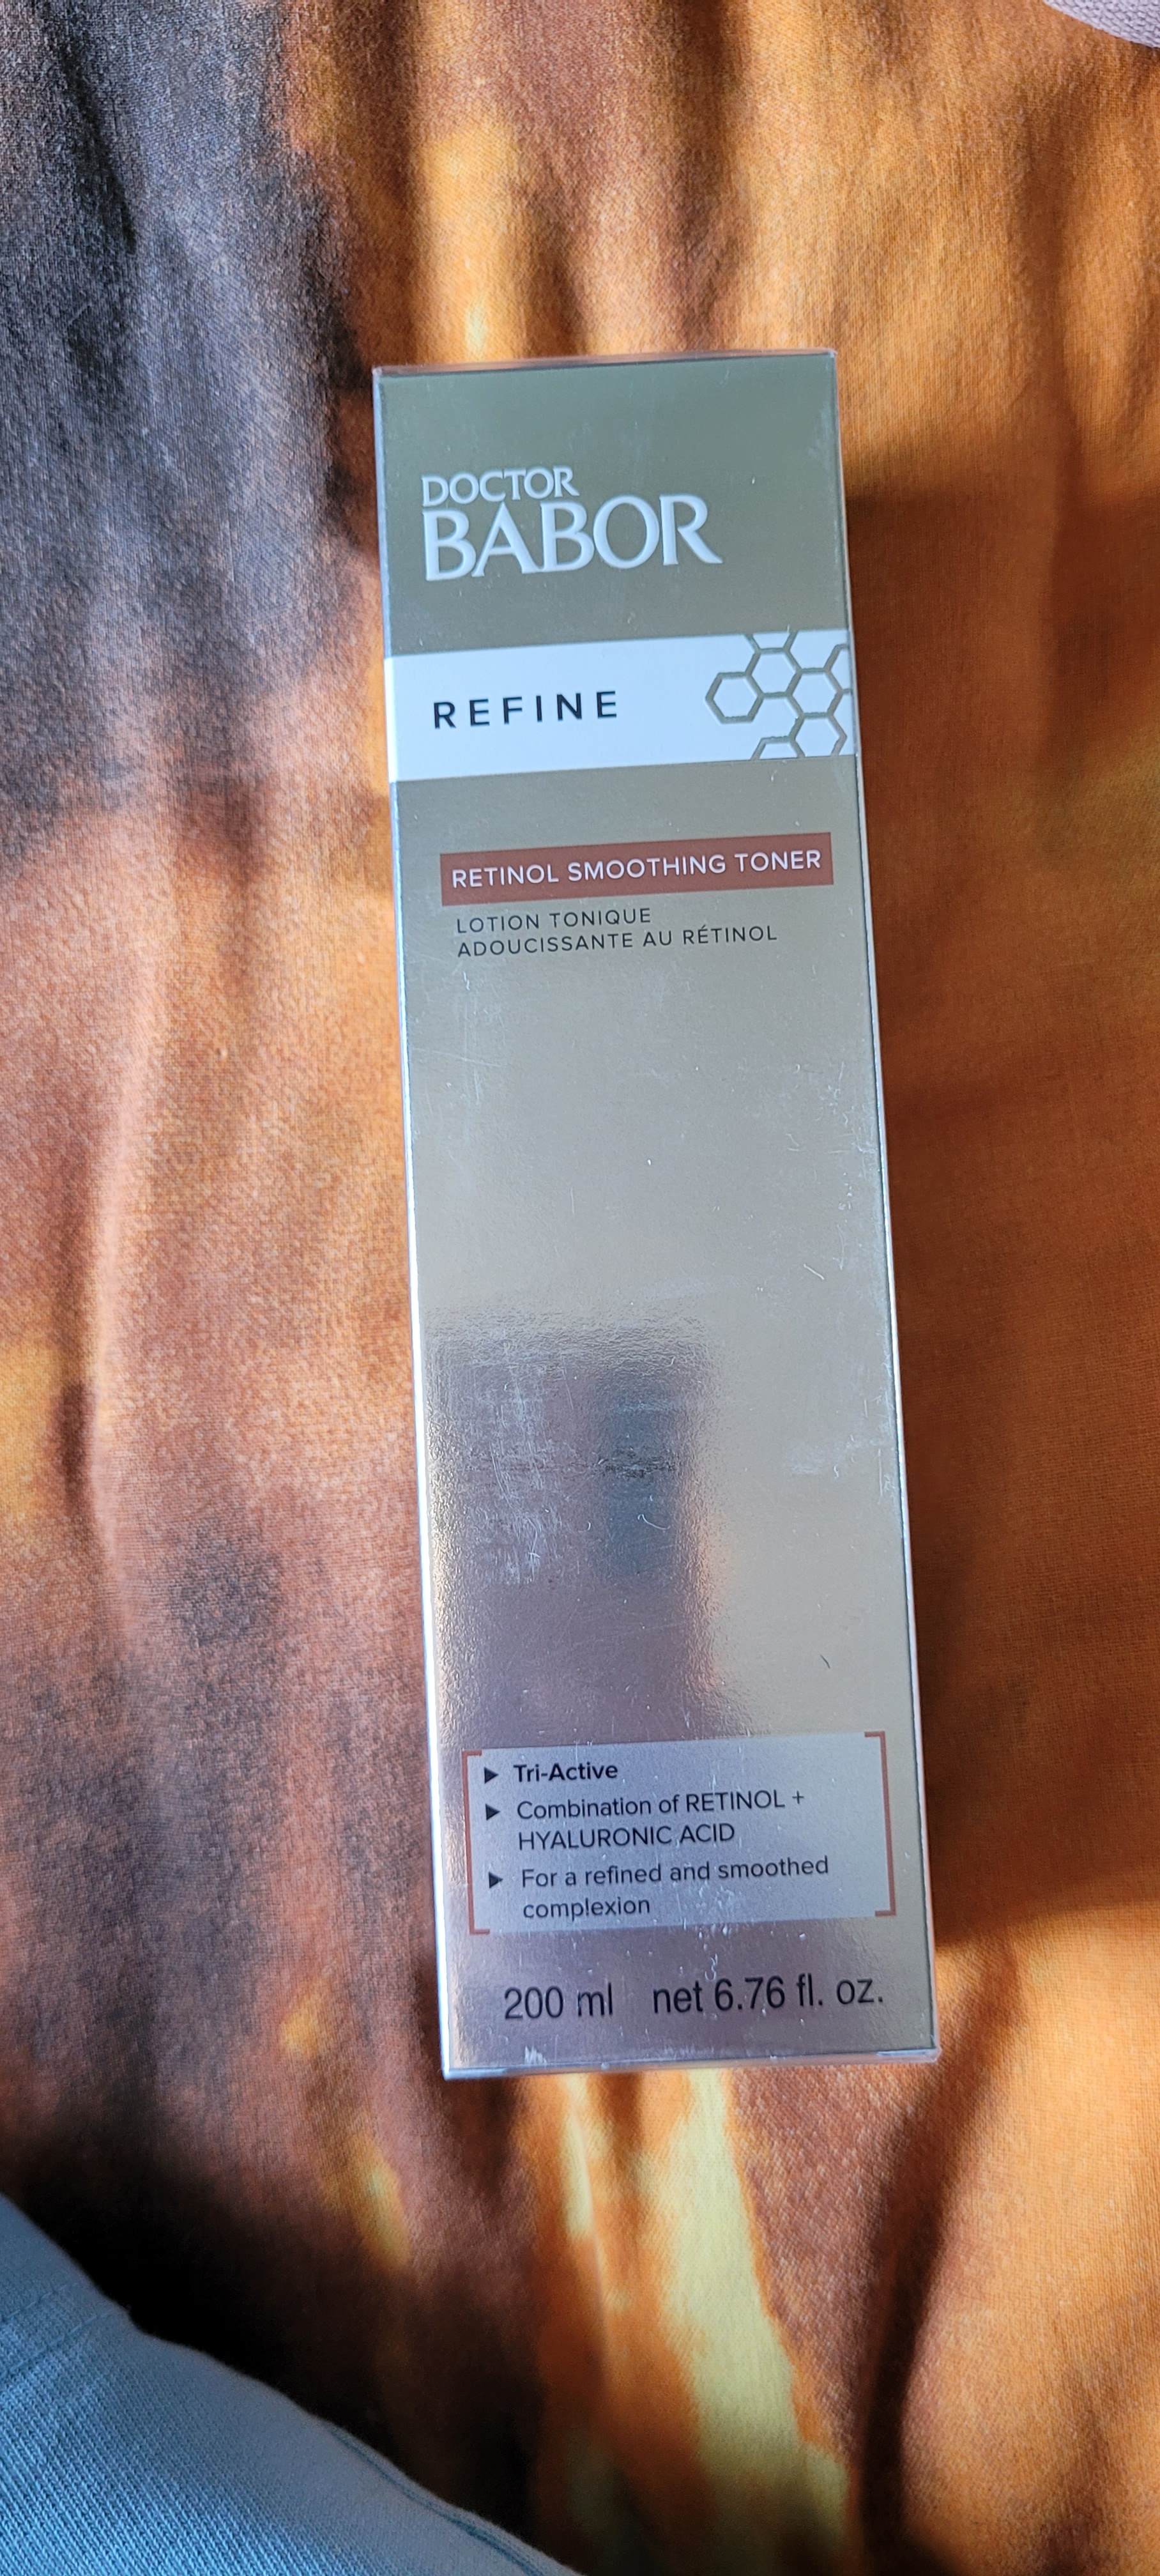 DOCTOR
BABOR
REFINE
RETINOL SMOOTHING TONER
LOTION TONIQUE
ADOUCISSANTE AU RÉTINOL
▶ Tri-Active
▶ Combination of RETINOL +
HYALURONIC ACID
▶ For a refined and smoothed
complexion
200 ml net 6.76 fl. oz.